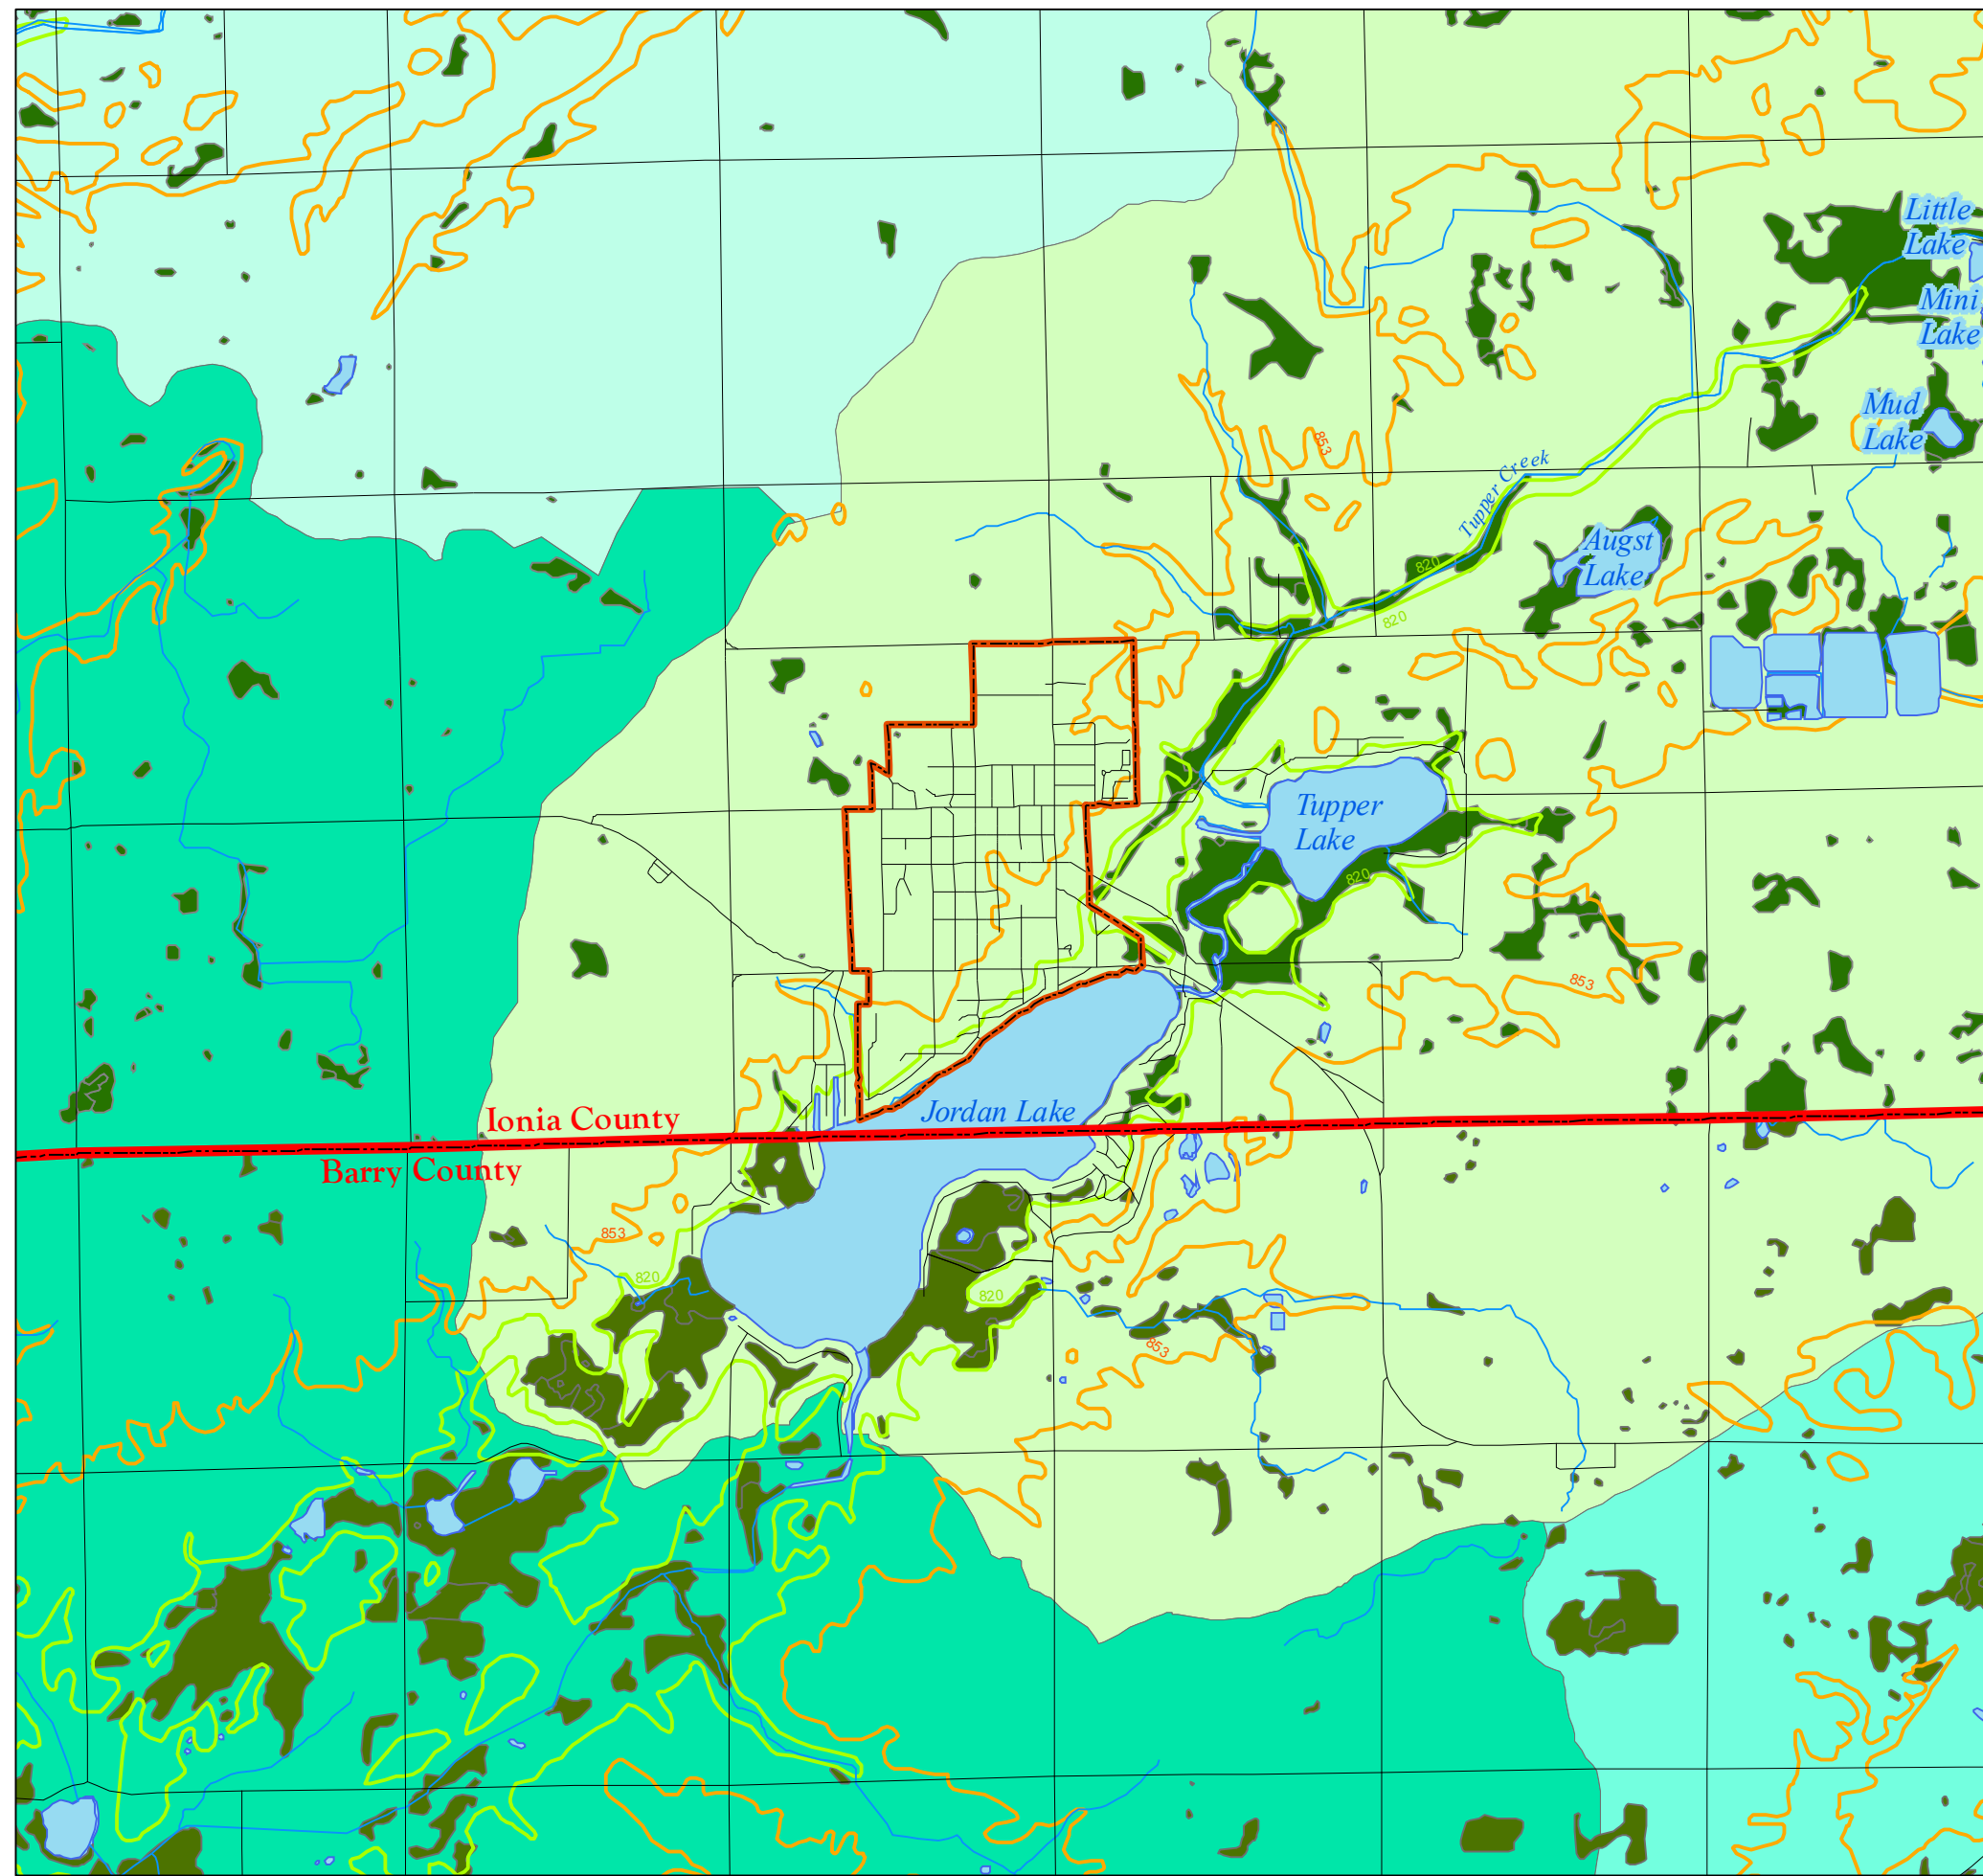 Little
Lake
Mini
Lake
Mud
Lake
853
Tupper Creek
Augst
Lake
820
820
Tupper
Lake
820
853
Jordan Lake
Ionia County
Barry County
853
820
820
853